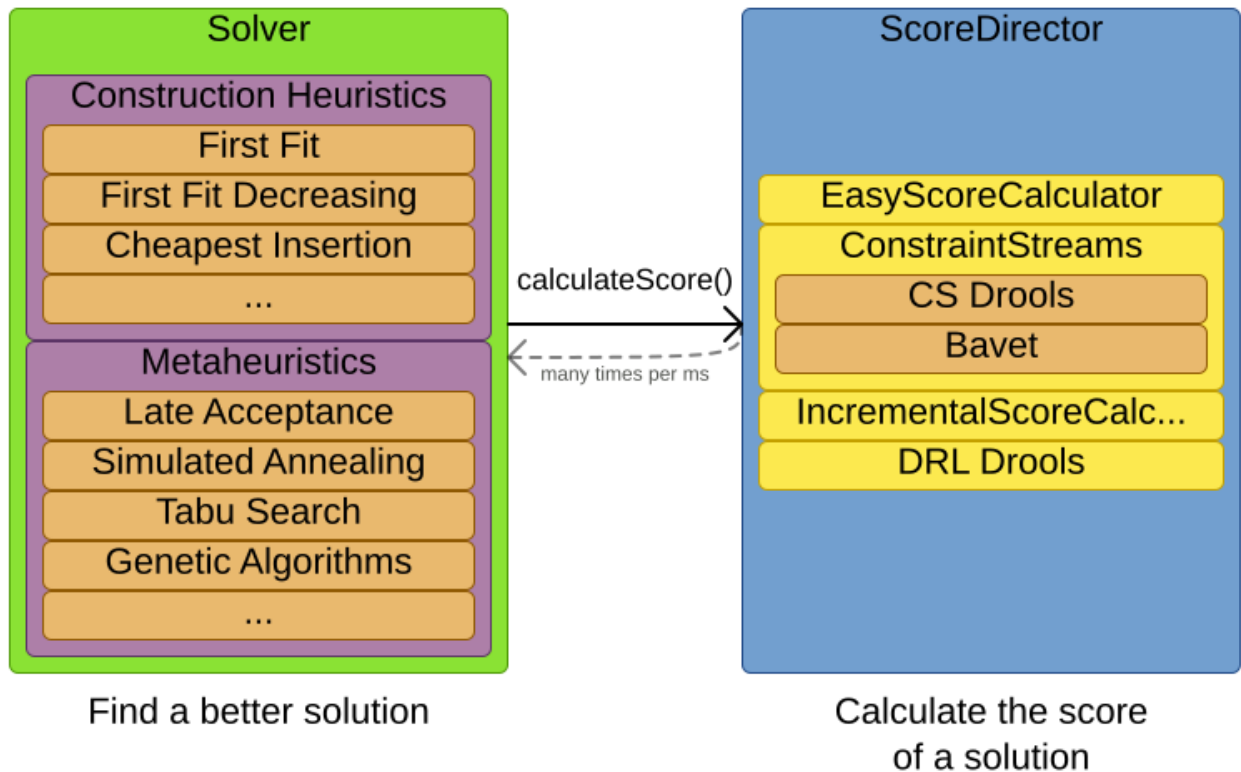 Solver
Construction Heuristics
First Fit
First Fit Decreasing
Cheapest Insertion
...
Metaheuristics
Late Acceptance
Simulated Annealing
Tabu Search
Genetic Algorithms
...
Find a better solution
calculateScore()
many times per ms
ScoreDirector
EasyScoreCalculator
ConstraintStreams
CS Drools
Bavet
IncrementalScoreCalc...
DRL Drools
Calculate the score
of a solution